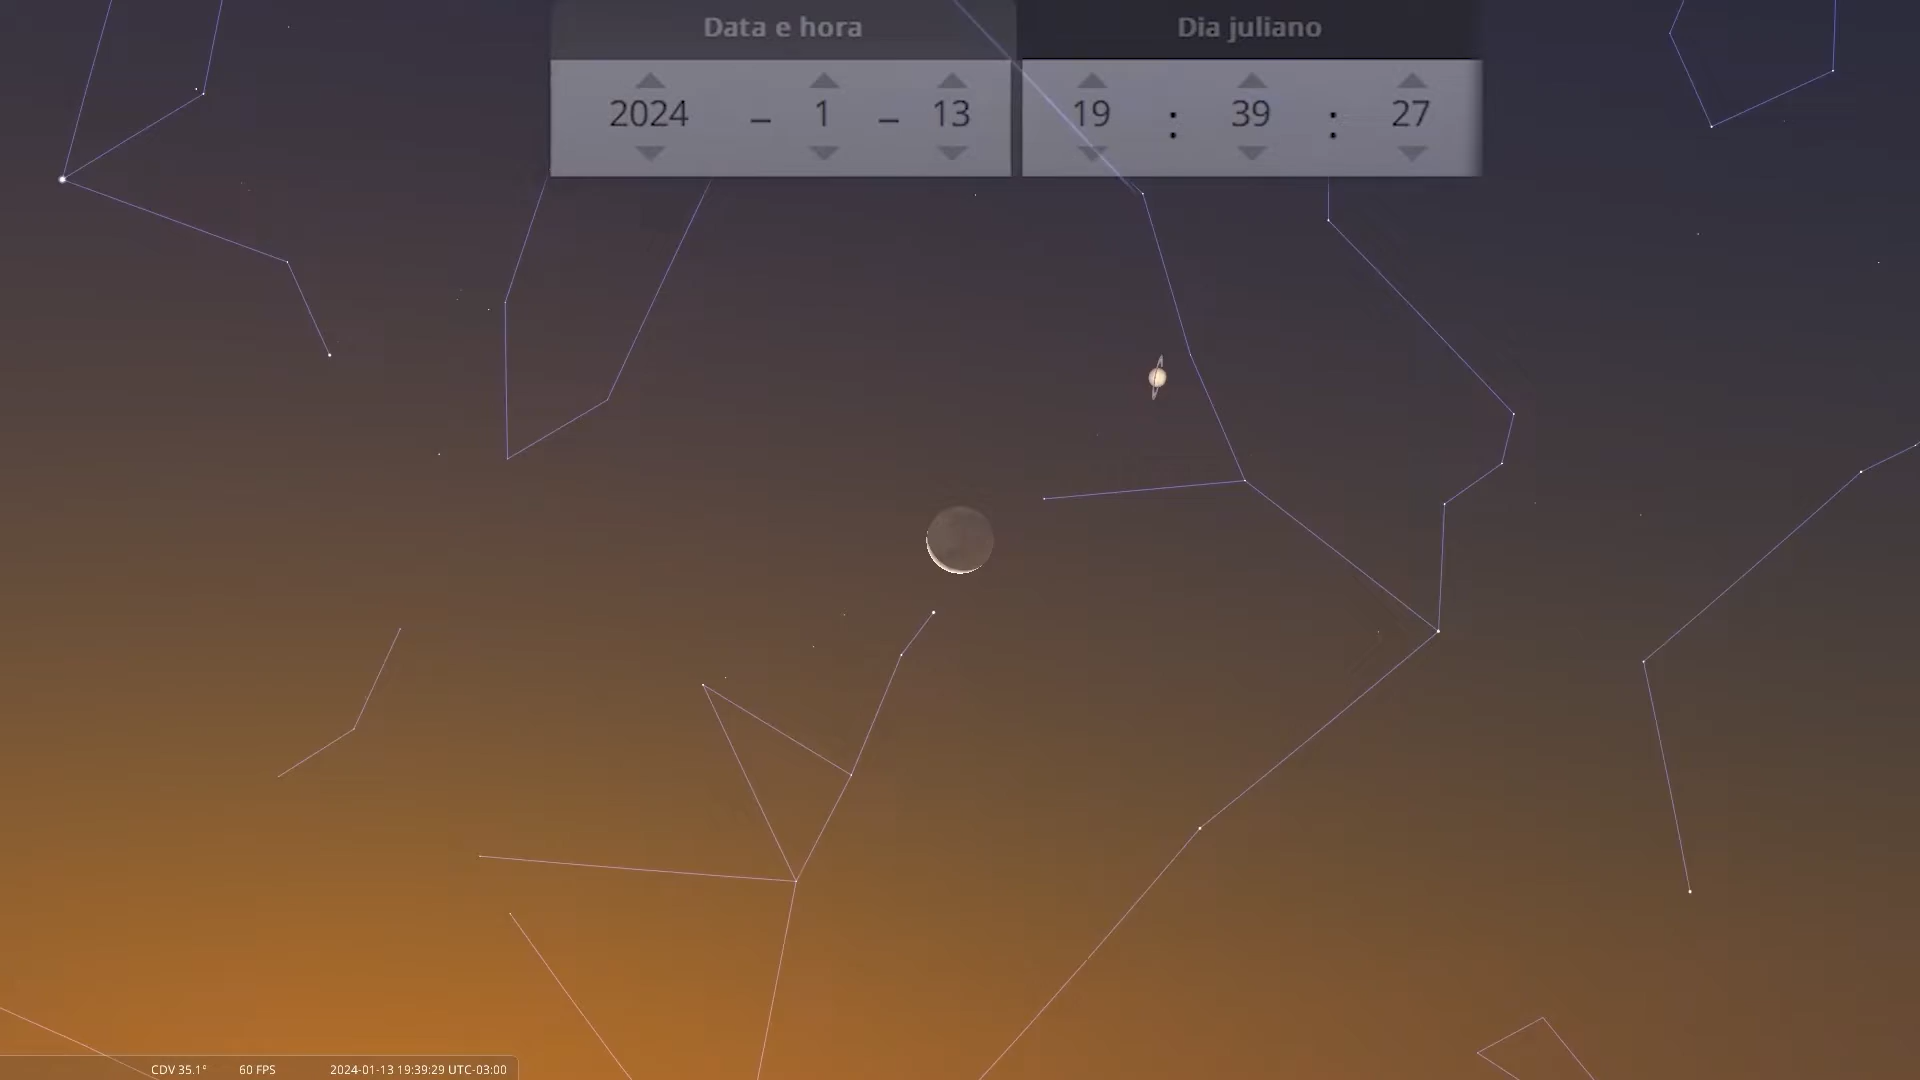 Data e hora
Dia juliano
2024 – 1 – 13
19 : 39 : 27
CDV 35.1° 60 FPS 2024-01-13 19:39:29 UTC-03:00